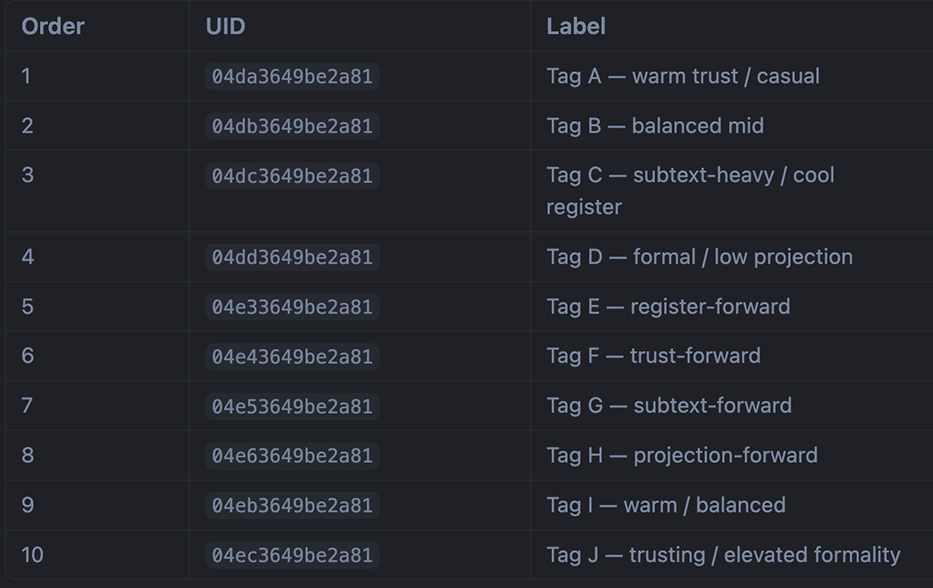 Order UID Label
1 04da3649be2a81 Tag A — warm trust / casual
2 04db3649be2a81 Tag B — balanced mid
3 04dc3649be2a81 Tag C — subtext-heavy / cool
register
4 04dd3649be2a81 Tag D — formal / low projection
5 04e33649be2a81 Tag E — register-forward
6 04e43649be2a81 Tag F — trust-forward
7 04e53649be2a81 Tag G — subtext-forward
8 04e63649be2a81 Tag H — projection-forward
9 04eb3649be2a81 Tag I — warm / balanced
10 04ec3649be2a81 Tag J — trusting / elevated formality